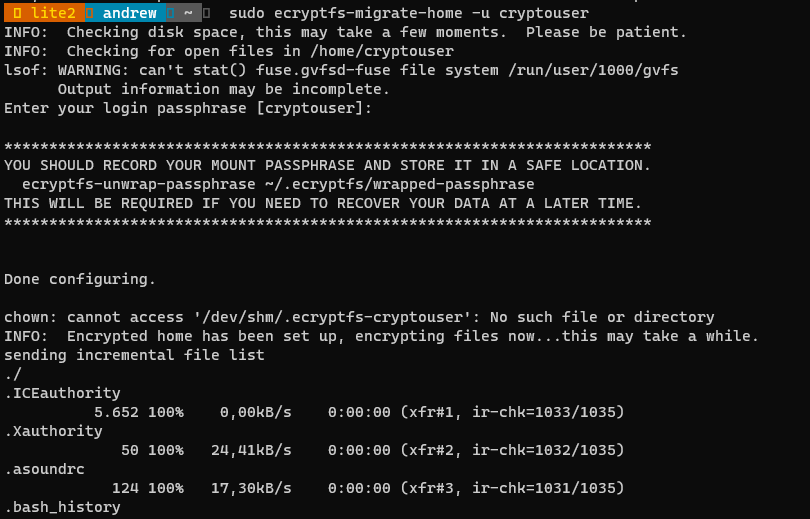 lite2 andrew ~ sudo ecryptfs-migrate-home -u cryptouser
INFO:  Checking disk space, this may take a few moments.  Please be patient.
INFO:  Checking for open files in /home/cryptouser
lsof: WARNING: can't stat() fuse.gvfsd-fuse file system /run/user/1000/gvfs
      Output information may be incomplete.
Enter your login passphrase [cryptouser]:
************************************************************************
YOU SHOULD RECORD YOUR MOUNT PASSPHRASE AND STORE IT IN A SAFE LOCATION.
  ecryptfs-unwrap-passphrase ~/.ecryptfs/wrapped-passphrase
THIS WILL BE REQUIRED IF YOU NEED TO RECOVER YOUR DATA AT A LATER TIME.
************************************************************************
Done configuring.
chown: cannot access '/dev/shm/.ecryptfs-cryptouser': No such file or directory
INFO:  Encrypted home has been set up, encrypting files now...this may take a while.
sending incremental file list
./
.ICEauthority
          5.652 100%    0,00kB/s    0:00:00 (xfr#1, ir-chk=1033/1035)
.Xauthority
             50 100%   24,41kB/s    0:00:00 (xfr#2, ir-chk=1032/1035)
.asoundrc
            124 100%   17,30kB/s    0:00:00 (xfr#3, ir-chk=1031/1035)
.bash_history